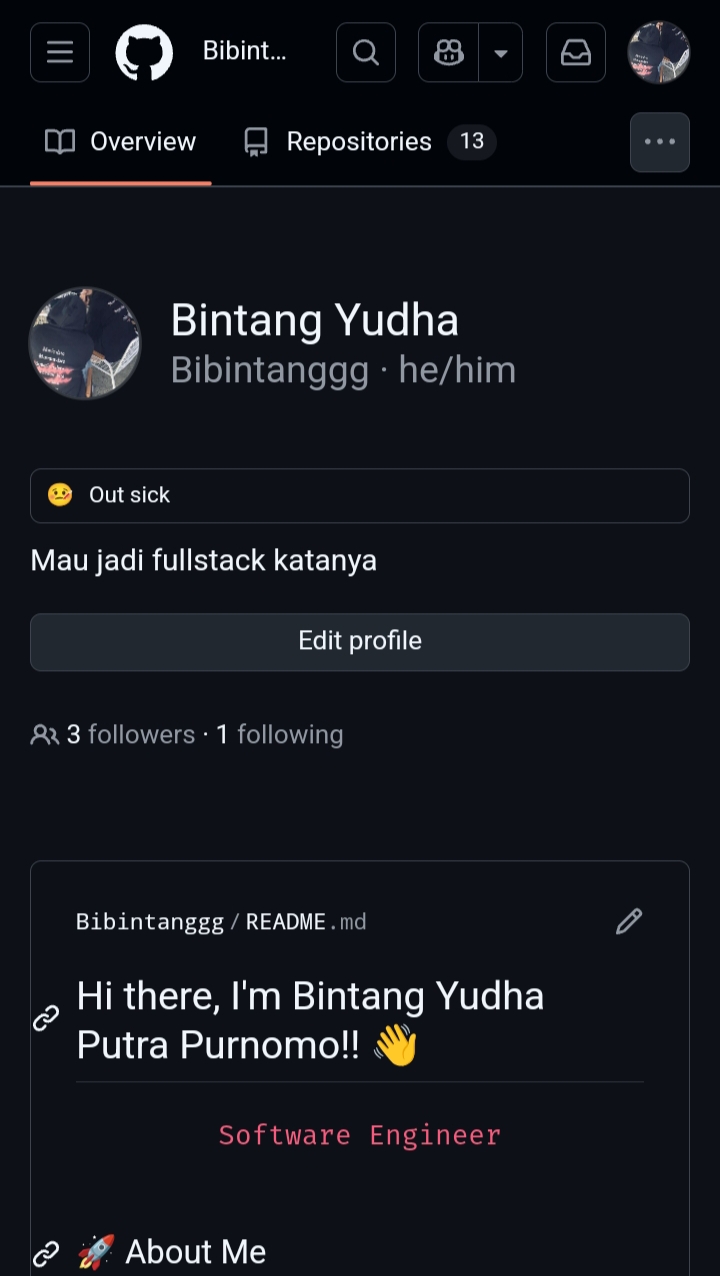 Bibint...
Overview
Repositories 13
Bintang Yudha
Bibintanggg · he/him
🤒 Out sick
Mau jadi fullstack katanya
Edit profile
3 followers · 1 following
Bibintanggg / README.md
Hi there, I'm Bintang Yudha
Putra Purnomo!! 👋
Software Engineer
🚀 About Me